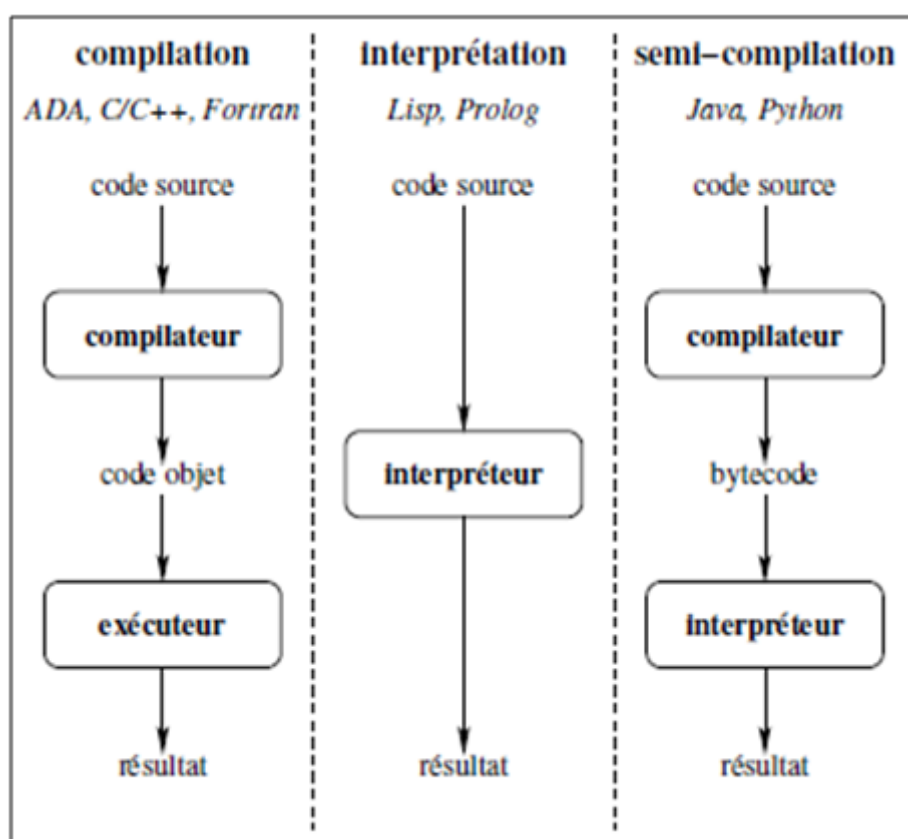 compilation
ADA, C/C++, Fortran
code source
compilateur
code objet
exécuteur
résultat
interprétation
Lisp, Prolog
code source
interpréteur
résultat
semi-compilation
Java, Python
code source
compilateur
bytecode
interpréteur
résultat